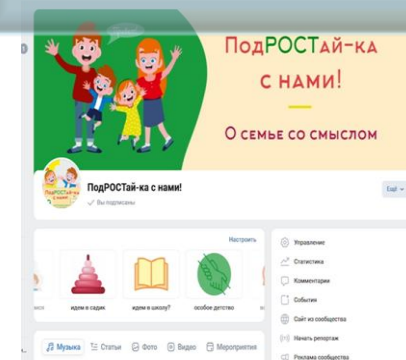 ПодРОСТАй-ка
с нами!
О семье со смыслом
ПодРОСТай-ка с нами!
Вы подписаны
Ещё
Настроить
идем в садик
идем в школу?
особое детство
Управление
Статистика
Комментарии
События
Сайт из сообщества
Начать репортаж
Реклама сообщества
Музыка
Статьи
Фото
Видео
Мероприятия